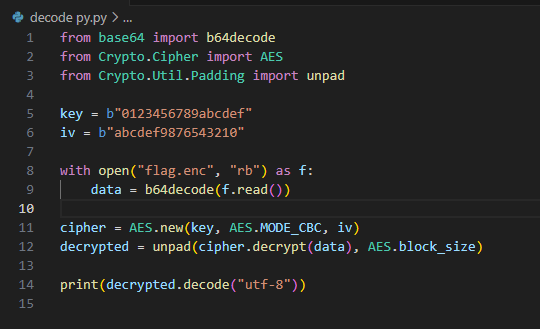 decode py.py > ...
1 from base64 import b64decode
2 from Crypto.Cipher import AES
3 from Crypto.Util.Padding import unpad
4
5 key = b"0123456789abcdef"
6 iv = b"abcdef9876543210"
7
8 with open("flag.enc", "rb") as f:
9     data = b64decode(f.read())
10
11 cipher = AES.new(key, AES.MODE_CBC, iv)
12 decrypted = unpad(cipher.decrypt(data), AES.block_size)
13
14 print(decrypted.decode("utf-8"))
15